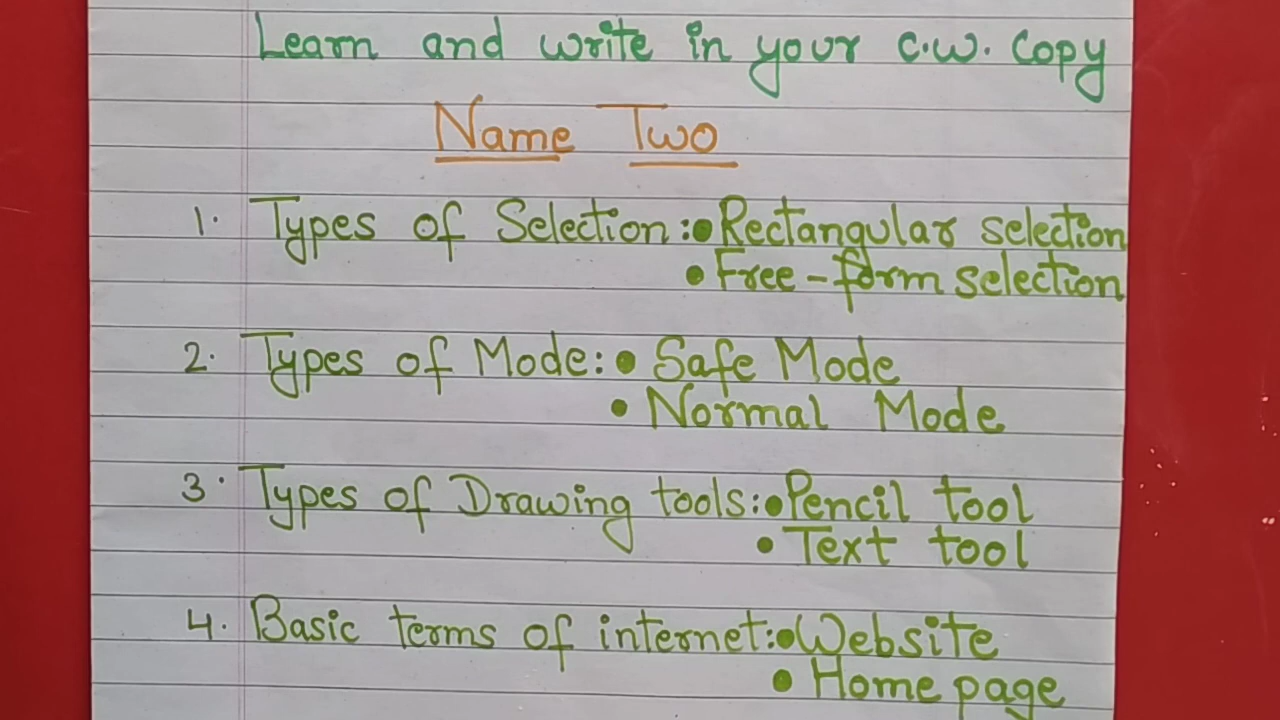 Learn and write in your c.w. copy
Name Two
1. Types of Selection:• Rectangular selection
• Free-form selection
2. Types of Mode:• Safe Mode
• Normal Mode
3. Types of Drawing tools:• Pencil tool
• Text tool
4. Basic terms of internet:• Website
• Home page